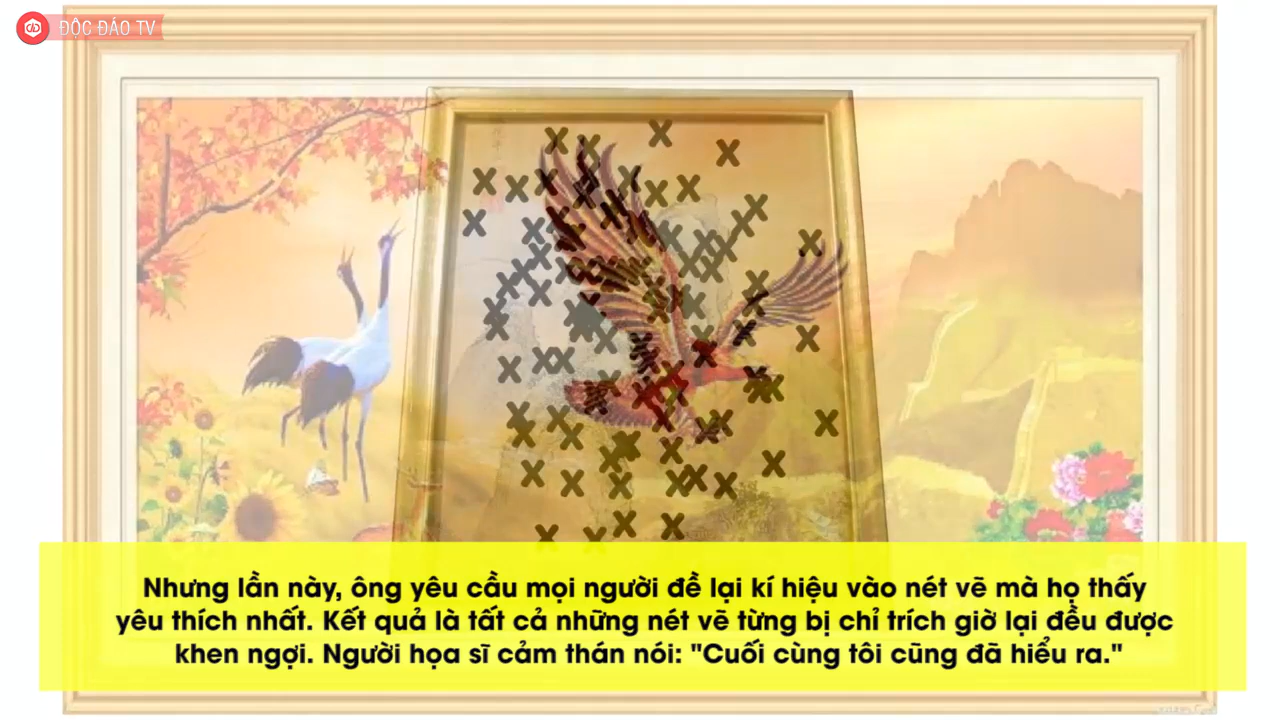 ĐỘC ĐÁO TV
Nhưng lần này, ông yêu cầu mọi người để lại kí hiệu vào nét vẽ mà họ thấy
yêu thích nhất. Kết quả là tất cả những nét vẽ từng bị chỉ trích giờ lại đều được
khen ngợi. Người họa sĩ cảm thán nói: "Cuối cùng tôi cũng đã hiểu ra."